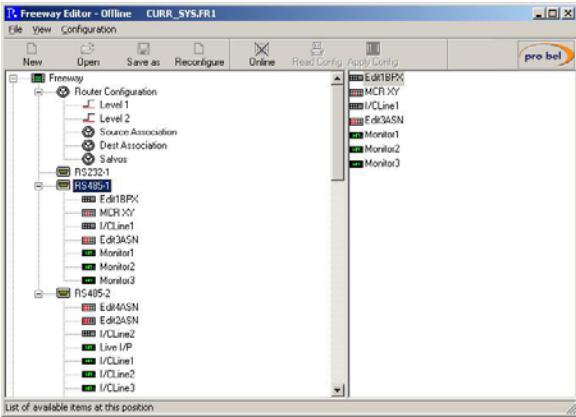 Freeway Editor - Offline CURR_SYS.FR1
File View Configuration
New Open Save as Reconfigure Online Read Config Apply Config pro bel
Freeway
Router Configuration
Level 1
Level 2
Source Association
Dest Association
Salvos
RS232-1
RS485-1
Edit1BPX
MCR XY
I/CLine1
Edit3ASN
Monitor1
Monitor2
Monitor3
RS485-2
Edit4ASN
Edit2ASN
I/CLine2
Live I/P
I/CLine1
I/CLine2
I/CLine3
Edit1BPX
MCR XY
I/CLine1
Edit3ASN
Monitor1
Monitor2
Monitor3
List of available items at this position